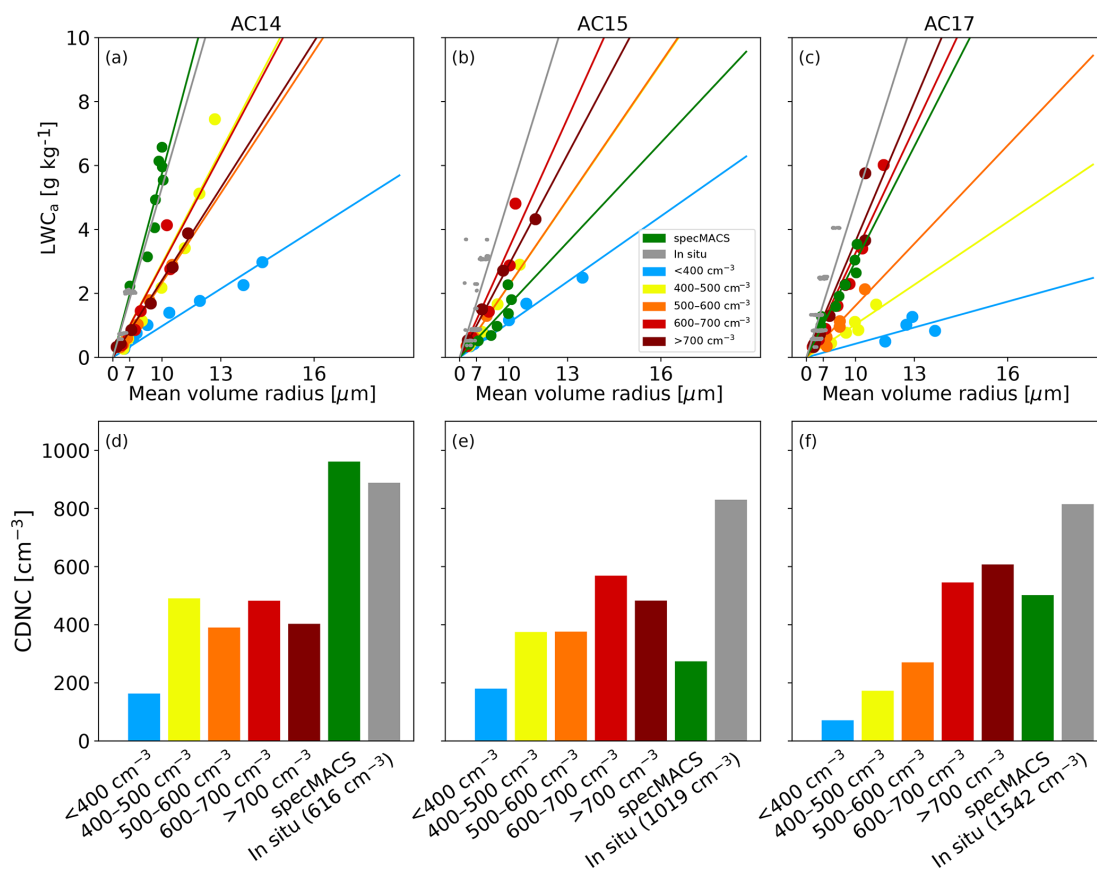 AC14
AC15
AC17
(a)
(b)
(c)
10
8
6
4
2
0
LWCₐ [g kg⁻¹]
specMACS
In situ
<400 cm⁻³
400–500 cm⁻³
500–600 cm⁻³
600–700 cm⁻³
>700 cm⁻³
0 7 10 13 16
0 7 10 13 16
0 7 10 13 16
Mean volume radius [μm]
Mean volume radius [μm]
Mean volume radius [μm]
(d)
(e)
(f)
1000
800
600
400
200
0
CDNC [cm⁻³]
<400 cm⁻³
400–500 cm⁻³
500–600 cm⁻³
600–700 cm⁻³
>700 cm⁻³
specMACS
In situ (616 cm⁻³)
<400 cm⁻³
400–500 cm⁻³
500–600 cm⁻³
600–700 cm⁻³
>700 cm⁻³
specMACS
In situ (1019 cm⁻³)
<400 cm⁻³
400–500 cm⁻³
500–600 cm⁻³
600–700 cm⁻³
>700 cm⁻³
specMACS
In situ (1542 cm⁻³)